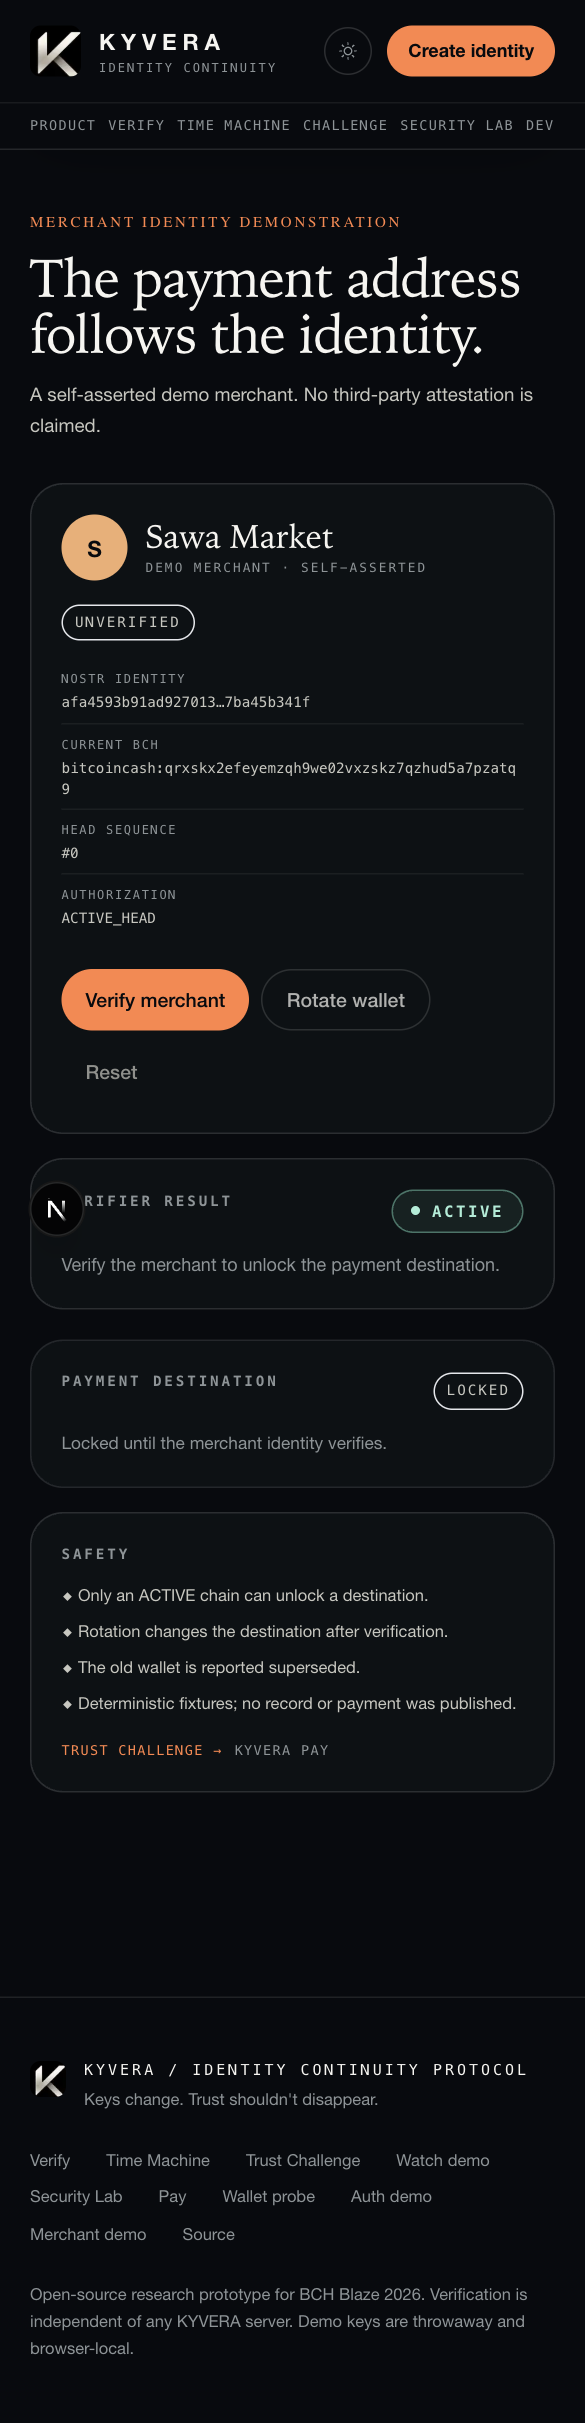 KYVERA
IDENTITY CONTINUITY
Create identity
PRODUCT VERIFY TIME MACHINE CHALLENGE SECURITY LAB DEV
MERCHANT IDENTITY DEMONSTRATION
The payment address
follows the identity.
A self-asserted demo merchant. No third-party attestation is
claimed.
S
Sawa Market
DEMO MERCHANT · SELF-ASSERTED
UNVERIFIED
NOSTR IDENTITY
afa4593b91ad927013…7ba45b341f
CURRENT BCH
bitcoincash:qrxskx2efeyemzqh9we02vxzskz7qzhud5a7pzatq
9
HEAD SEQUENCE
#0
AUTHORIZATION
ACTIVE_HEAD
Verify merchant
Rotate wallet
Reset
N
RIFIER RESULT
ACTIVE
Verify the merchant to unlock the payment destination.
PAYMENT DESTINATION
LOCKED
Locked until the merchant identity verifies.
SAFETY
◆ Only an ACTIVE chain can unlock a destination.
◆ Rotation changes the destination after verification.
◆ The old wallet is reported superseded.
◆ Deterministic fixtures; no record or payment was published.
TRUST CHALLENGE → KYVERA PAY
KYVERA / IDENTITY CONTINUITY PROTOCOL
Keys change. Trust shouldn't disappear.
Verify Time Machine Trust Challenge Watch demo
Security Lab Pay Wallet probe Auth demo
Merchant demo Source
Open-source research prototype for BCH Blaze 2026. Verification is
independent of any KYVERA server. Demo keys are throwaway and
browser-local.